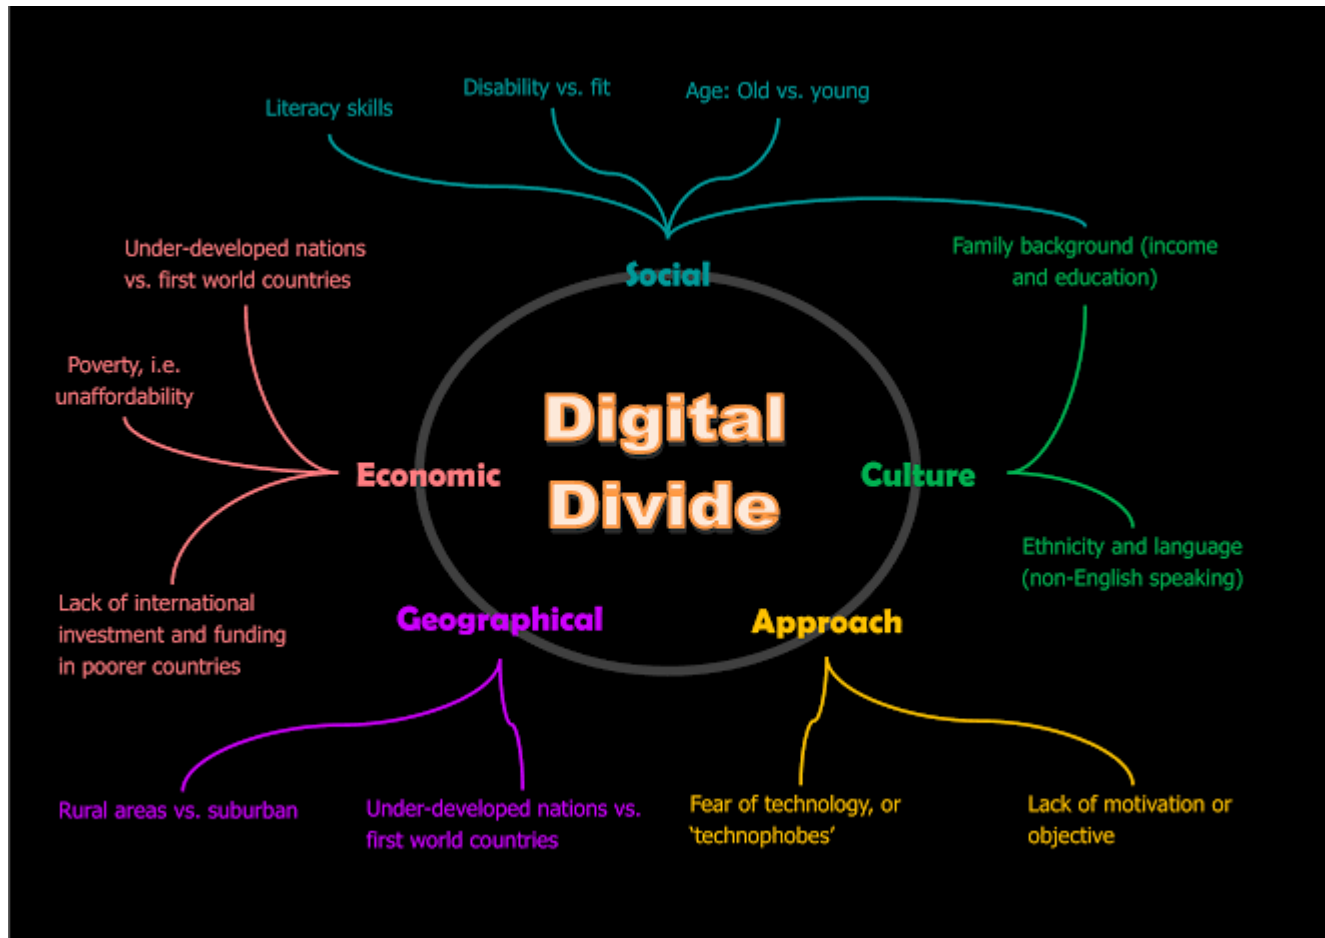 Literacy skills
Disability vs. fit
Age: Old vs. young
Under-developed nations
vs. first world countries
Family background (income
and education)
Social
Poverty, i.e.
unaffordability
Digital
Divide
Economic
Culture
Ethnicity and language
(non-English speaking)
Lack of international
investment and funding
in poorer countries
Geographical
Approach
Rural areas vs. suburban
Under-developed nations vs.
first world countries
Fear of technology, or
‘technophobes’
Lack of motivation or
objective